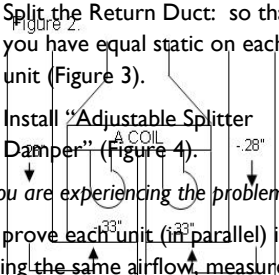 Split the Return Duct: so tha
Figure 2.
you have equal static on each
unit (Figure 3).
Install "Adjustable Splitter
A COIL
Damper" (Figure 4).
-.28"
ou are experiencing the problem
-.33" -.33"
prove each unit (in parallel) i
ing the same airflow, measure